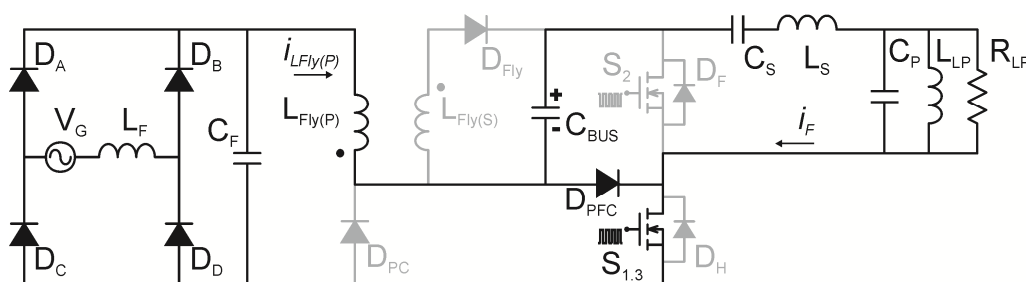 D_A
D_B
i_LFly(P)
D_Fly
S_2
D_F
C_S
L_S
C_P
L_LP
R_LP
V_G
L_F
C_F
L_Fly(P)
L_Fly(S)
+
-
C_BUS
i_F
D_PFC
D_C
D_D
D_PC
S_1.3
D_H